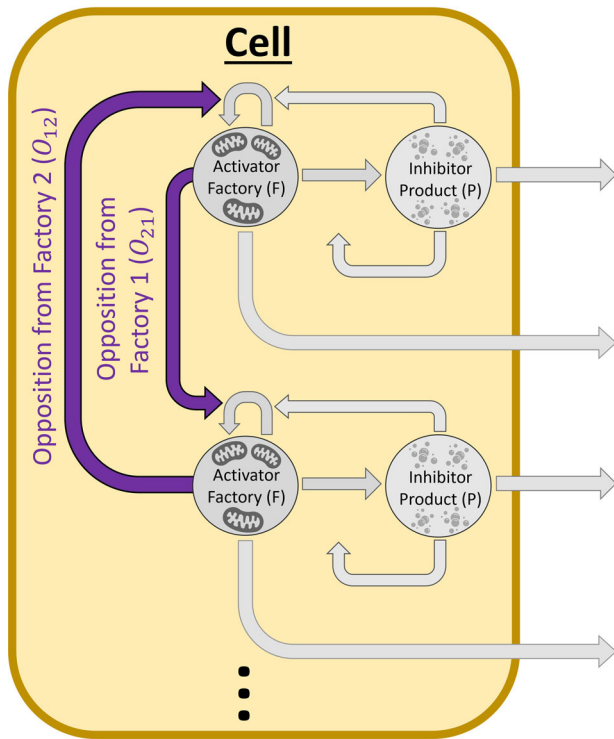 Cell
Opposition from Factory 2 (O₁₂)
Opposition from
Factory 1 (O₂₁)
Activator
Factory (F)
Inhibitor
Product (P)
Activator
Factory (F)
Inhibitor
Product (P)